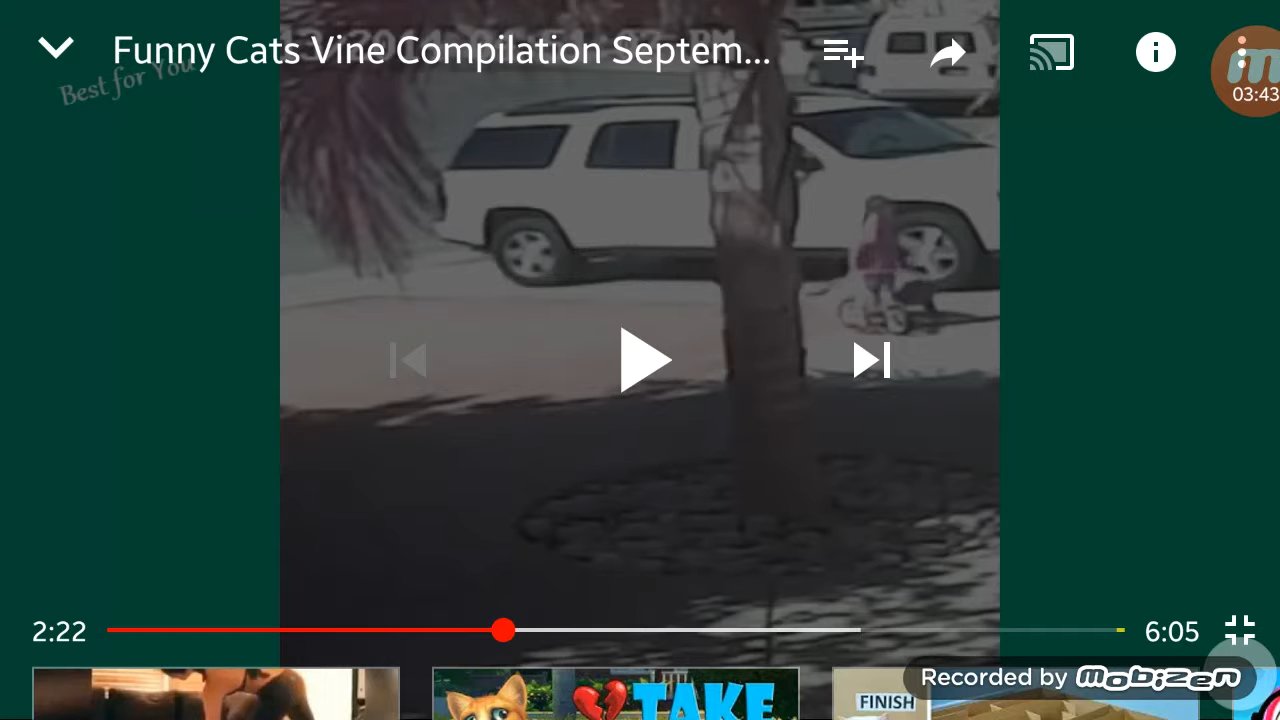 Funny Cats Vine Compilation Septem...
Best for You
03:43
2:22
6:05
Recorded by mobizen
FINISH
TAKE